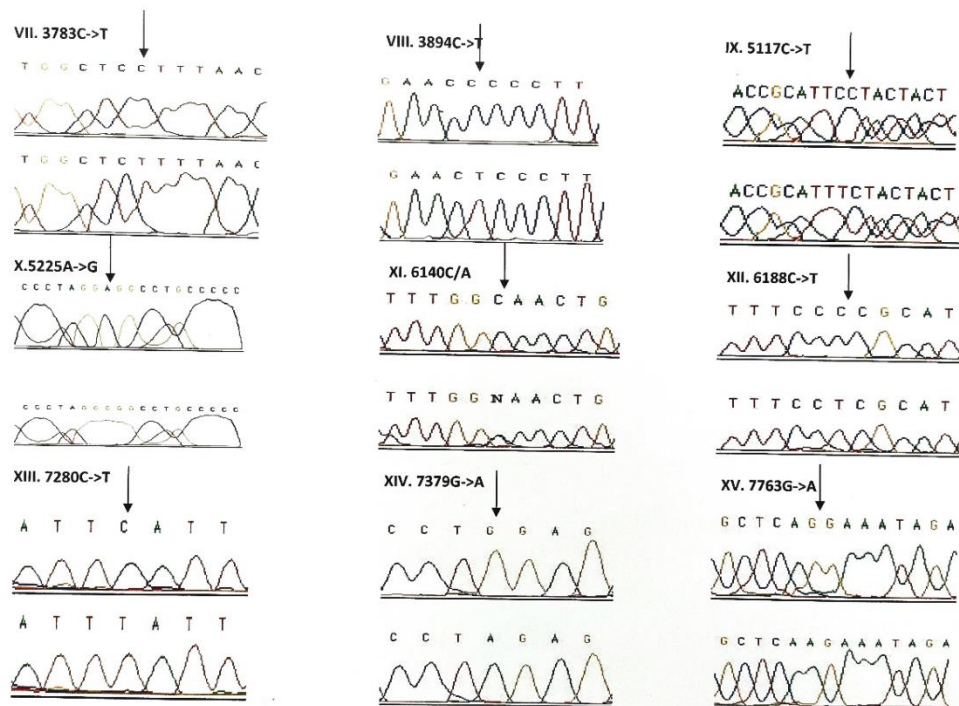 VII. 3783C->T
T G G C T C C T T T A A C
T G G C T C T T T T A A C
VIII. 3894C->T
G A A C C C C C T T
G A A C T C C C T T
IX. 5117C->T
ACCGCATTCCTACTACT
ACCGCATTTCTACTACT
X.5225A->G
C C C T A G G A G G C C T G C C C C C
C C C T A G G C G G C C T G C C C C C
XI. 6140C/A
T T T G G C A A C T G
T T T G G N A A C T G
XII. 6188C->T
T T T C C C C G C A T
T T T C C T C G C A T
XIII. 7280C->T
A T T C A T T
A T T T A T T
XIV. 7379G->A
C C T G G A G
C C T A G A G
XV. 7763G->A
G C T C A G G A A A T A G A
G C T C A A G A A A T A G A